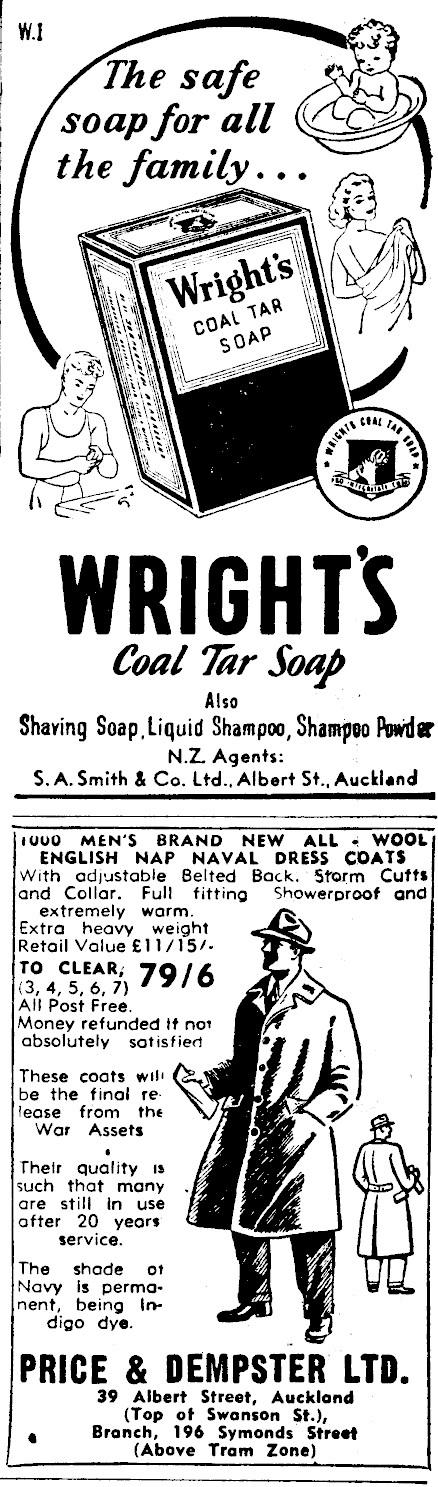 W.I
The safe
soap for all
the family...
Wright's
COAL TAR
SOAP
WRIGHT'S COAL TAR SOAP
WRIGHT'S
Coal Tar Soap
Also
Shaving Soap, Liquid Shampoo, Shampoo Powder
N.Z. Agents:
S. A. Smith & Co. Ltd., Albert St., Auckland
1000 MEN'S BRAND NEW ALL - WOOL
ENGLISH NAP NAVAL DRESS COATS
With adjustable Belted Back. Storm Cuffs
and Collar. Full fitting Showerproof and
extremely warm.
Extra heavy weight
Retail Value £11/15/-
TO CLEAR, 79/6
(3, 4, 5, 6, 7)
All Post Free.
Money refunded if not
absolutely satisfied
These coats will
be the final re-
lease from the
War Assets
Their quality is
such that many
are still in use
after 20 years
service.
The shade of
Navy is perma-
nent, being In-
digo dye.
PRICE & DEMPSTER LTD.
39 Albert Street, Auckland
(Top of Swanson St.),
Branch, 196 Symonds Street
(Above Tram Zone)